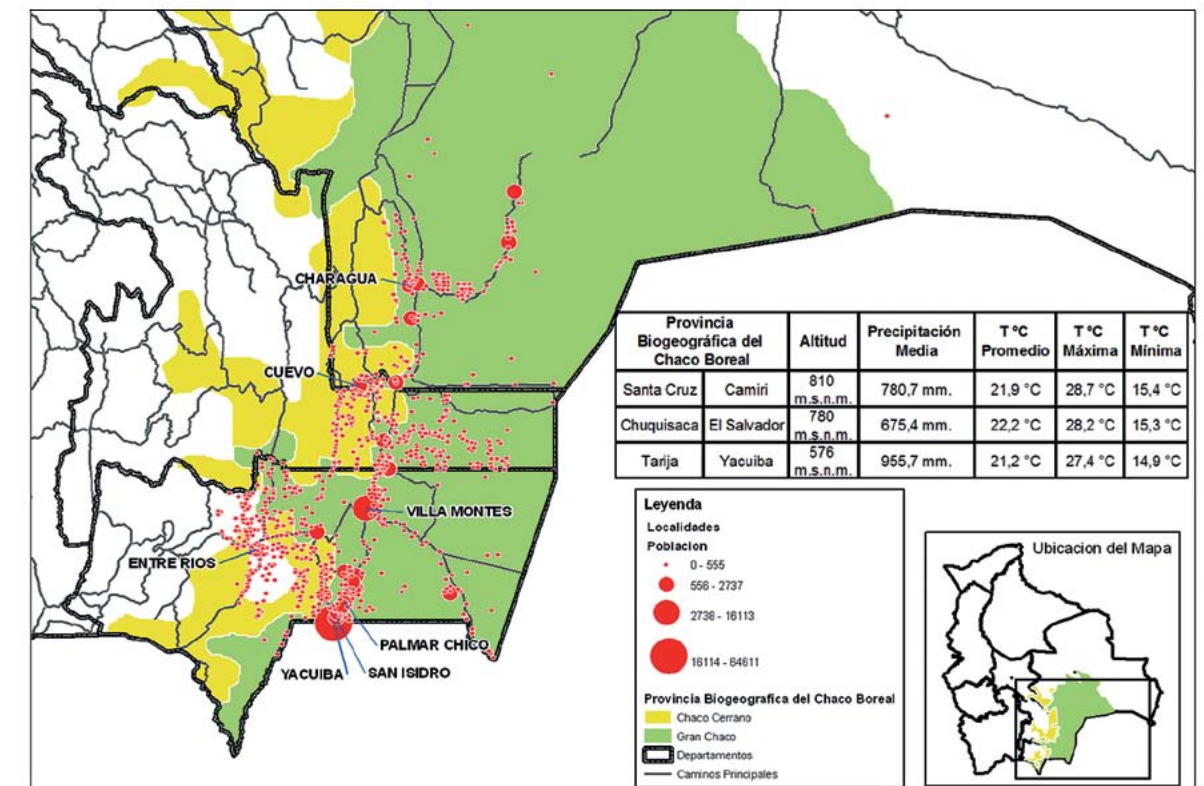 CHARAGUA
CUEVO
VILLA MONTES
ENTRE RIOS
PALMAR CHICO
YACUIBA
SAN ISIDRO
Provincia Biogeográfica del Chaco Boreal Altitud Precipitación Media T ºC Promedio T ºC Máxima T ºC Mínima
Santa Cruz Camiri 810 m.s.n.m. 780,7 mm. 21,9 °C 28,7 °C 15,4 °C
Chuquisaca El Salvador 780 m.s.n.m. 675,4 mm. 22,2 °C 28,2 °C 15,3 °C
Tarija Yacuiba 576 m.s.n.m. 955,7 mm. 21,2 °C 27,4 °C 14,9 °C
Leyenda
Localidades
Poblacion
0 - 555
556 - 2737
2738 - 16113
16114 - 64611
Provincia Biogeografica del Chaco Boreal
Chaco Cerrano
Gran Chaco
Departamentos
Caminos Principales
Ubicacion del Mapa